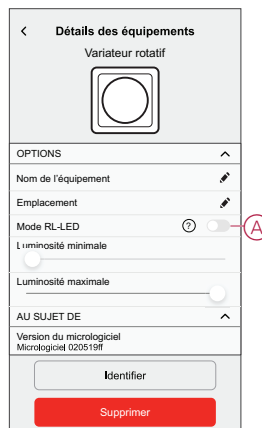 Détails des équipements
Variateur rotatif
OPTIONS
Nom de l'équipement
Emplacement
Mode RL-LED ?
A
Luminosité minimale
Luminosité maximale
AU SUJET DE
Version du micrologiciel
Micrologiciel 020519ff
Identifier
Supprimer